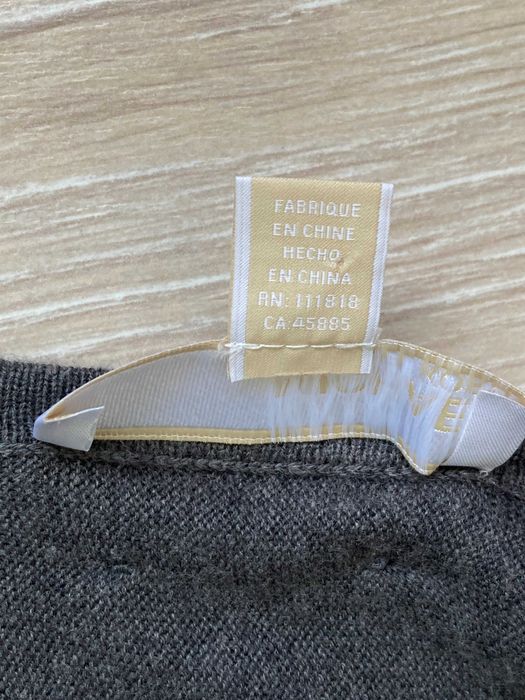 FABRIQUE
EN CHINE
HECHO
EN CHINA
RN: 111818
CA:45885